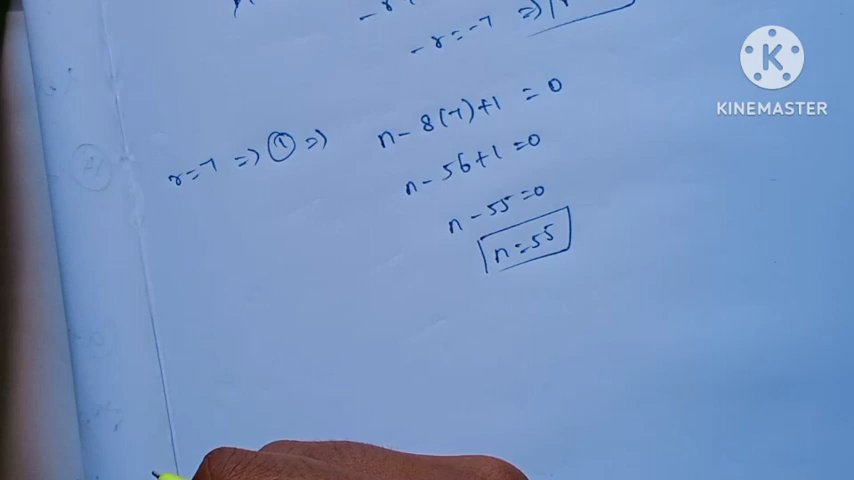 -r = -7 ⇒
K
KINEMASTER
r=7 ⇒ ① ⇒ n - 8(7)+1 = 0
n - 56+1 = 0
n - 55 = 0
n = 55